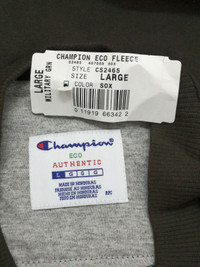 CHAMPION ECO FLEECE
STYLE CS2465
SIZE LARGE
COLOR SOX
LARGE
MILITARY GRN
0 11919 66342 2
Champion
ECO
AUTHENTIC
L G G G
MADE IN HONDURAS